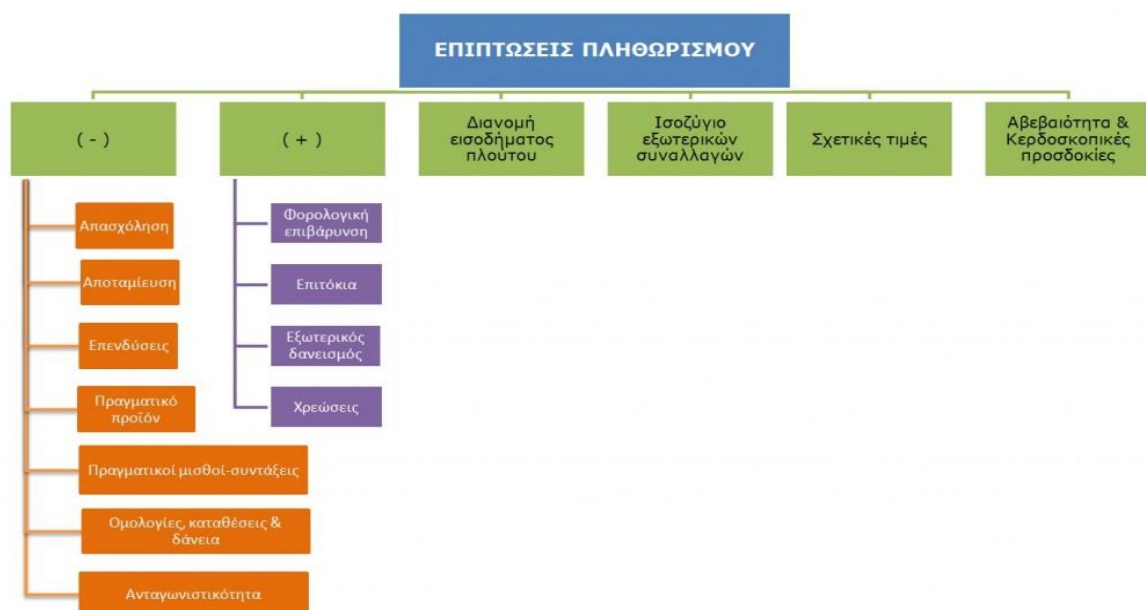 ΕΠΙΠΤΩΣΕΙΣ ΠΛΗΘΩΡΙΣΜΟΥ
( - )
( + )
Διανομή
εισοδήματος
πλούτου
Ισοζύγιο
εξωτερικών
συναλλαγών
Σχετικές τιμές
Αβεβαιότητα &
Κερδοσκοπικές
προσδοκίες
Απασχόληση
Αποταμίευση
Επενδύσεις
Πραγματικό
προϊόν
Πραγματικοί μισθοί-συντάξεις
Ομολογίες, καταθέσεις &
δάνεια
Ανταγωνιστικότητα
Φορολογική
επιβάρυνση
Επιτόκια
Εξωτερικός
δανεισμός
Χρεώσεις